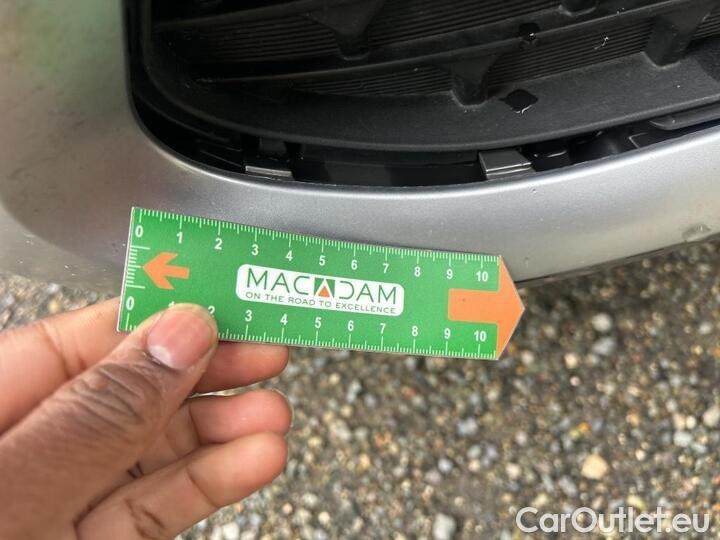 0 1 2 3 4 5 6 7 8 9 10
MACADAM
ON THE ROAD TO EXCELLENCE
0 1 2 3 4 5 6 7 8 9 10
CarOutlet.eu